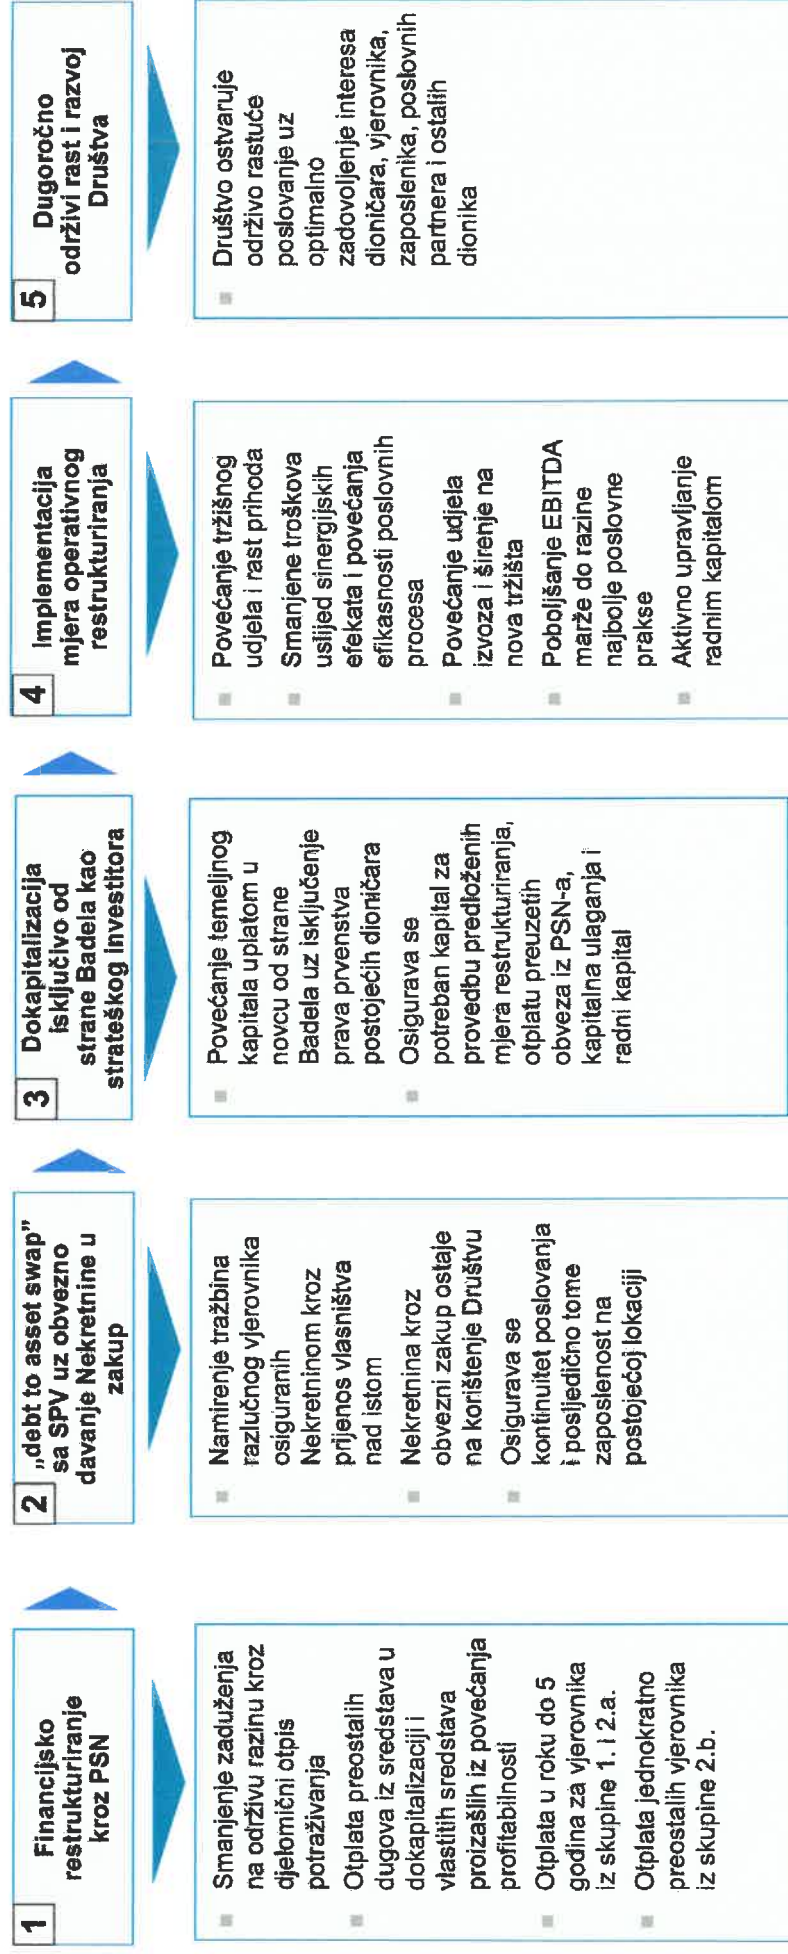 1
Financijsko
restrukturiranje
kroz PSN
Smanjenje zaduženja
na održivu razinu kroz
djelomični otpis
potraživanja
Otplata preostalih
dugova iz sredstava u
dokapitalizaciji i
vlastitih sredstava
proizašlih iz povećanja
profitabilnosti
Otplata u roku do 5
godina za vjerovnika
iz skupine 1. i 2.a.
Otplata jednokratno
preostalih vjerovnika
iz skupine 2.b.
2
„debt to asset swap”
sa SPV uz obvezno
davanje Nekretnine u
zakup
Namirenje tražbina
razlučnog vjerovnika
osiguranih
Nekretninom kroz
prijenos vlasništva
nad istom
Nekretnina kroz
obvezni zakup ostaje
na korištenje Društvu
Osigurava se
kontinuitet poslovanja
i posljedično tome
zaposlenost na
postojećoj lokaciji
3
Dokapitalizacija
isključivo od
strane Badela kao
strateškog investitora
Povećanje temeljnog
kapitala uplatom u
novcu od strane
Badela uz isključenje
prava prvenstva
postojećih dioničara
Osigurava se
potreban kapital za
provedbu predloženih
mjera restrukturiranja,
otplatu preuzetih
obveza iz PSN-a,
kapitalna ulaganja i
radni kapital
4
Implementacija
mjera operativnog
restrukturiranja
Povećanje tržišnog
udjela i rast prihoda
Smanjene troškova
uslijed sinergijskih
efekata i povećanja
efikasnosti poslovnih
procesa
Povećanje udjela
izvoza i širenje na
nova tržišta
Poboljšanje EBITDA
marže do razine
najbolje poslovne
prakse
Aktivno upravljanje
radnim kapitalom
5
Dugoročno
održivi rast i razvoj
Društva
Društvo ostvaruje
održivo rastuće
poslovanje uz
optimalno
zadovoljenje interesa
dioničara, vjerovnika,
zaposlenika, poslovnih
partnera i ostalih
dionika